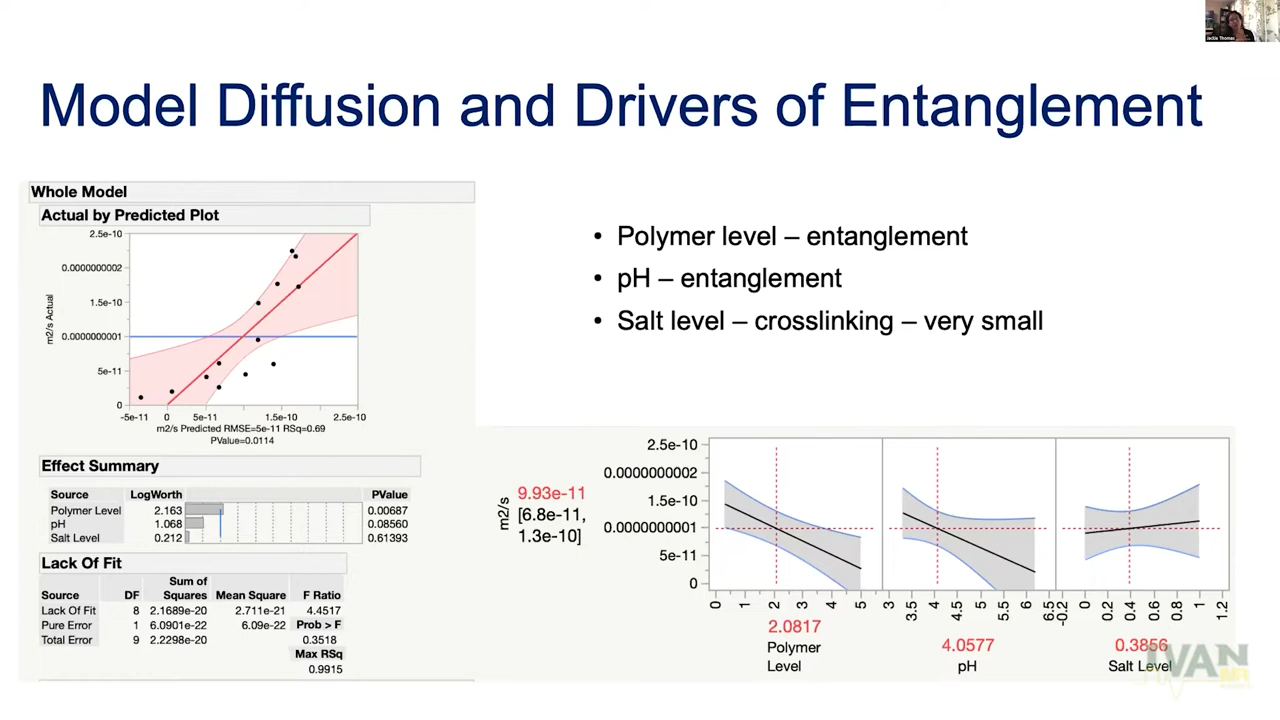 Jackie Thomas
Model Diffusion and Drivers of Entanglement
Whole Model
Actual by Predicted Plot
2.5e-10
0.0000000002
1.5e-10
0.0000000001
5e-11
0
m2/s Actual
-5e-11 0 5e-11 1.5e-10 2.5e-10
m2/s Predicted RMSE=5e-11 RSq=0.69
PValue=0.0114
• Polymer level – entanglement
• pH – entanglement
• Salt level – crosslinking – very small
Effect Summary
Source LogWorth PValue
Polymer Level 2.163 0.00687
pH 1.068 0.08560
Salt Level 0.212 0.61393
Lack Of Fit
Sum of
Source DF Squares Mean Square F Ratio
Lack Of Fit 8 2.1689e-20 2.711e-21 4.4517
Pure Error 1 6.0901e-22 6.09e-22 Prob > F
Total Error 9 2.2298e-20 0.3518
Max RSq
0.9915
m2/s
9.93e-11
[6.8e-11,
1.3e-10]
2.5e-10
0.0000000002
1.5e-10
0.0000000001
5e-11
0
0 1 2 3 4 5
3 3.5 4 4.5 5 5.5 6 6.5
-0.2 0 0.2 0.4 0.6 0.8 1 1.2
2.0817
Polymer
Level
4.0577
pH
0.3856
Salt Level
IVAN